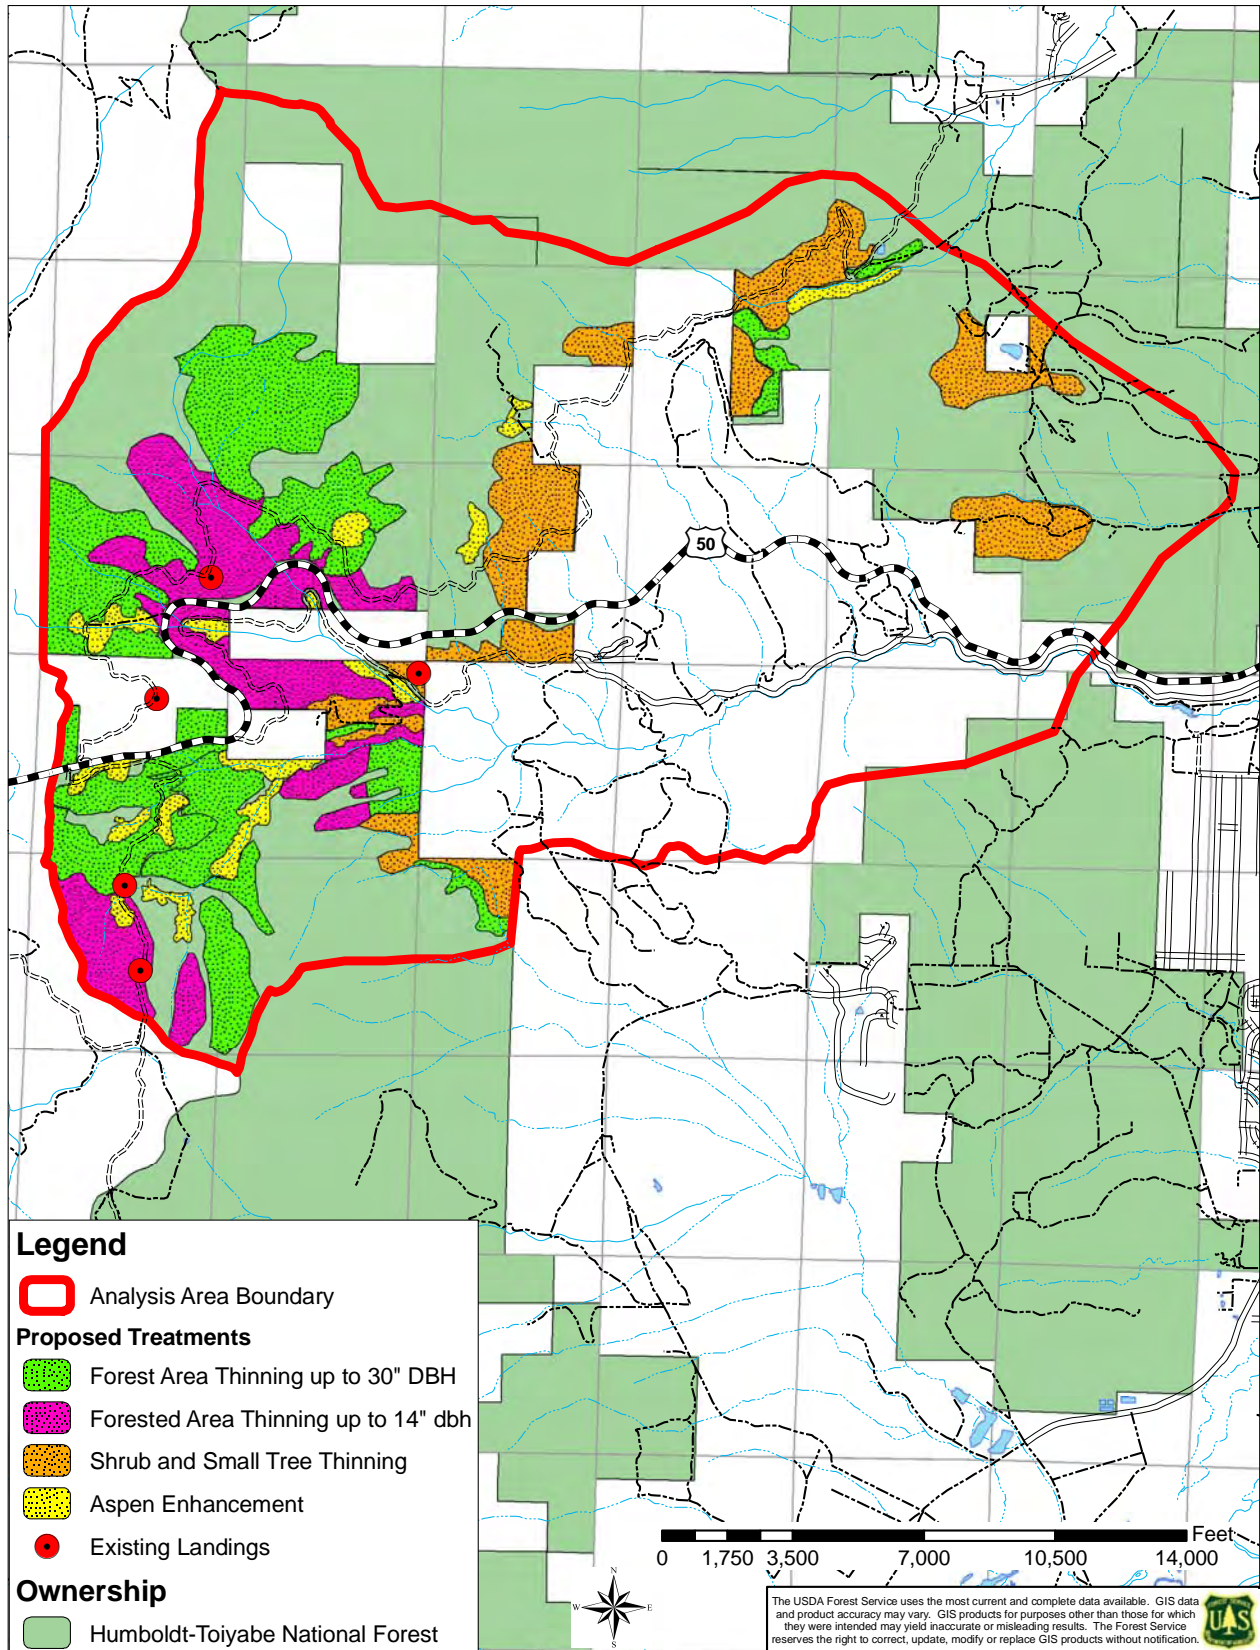 50
Legend
Analysis Area Boundary
Proposed Treatments
Forest Area Thinning up to 30" DBH
Forested Area Thinning up to 14" dbh
Shrub and Small Tree Thinning
Aspen Enhancement
Existing Landings
Ownership
Humboldt-Toiyabe National Forest
Feet
0 1,750 3,500 7,000 10,500 14,000
N
W E
S
The USDA Forest Service uses the most current and complete data available. GIS data
and product accuracy may vary. GIS products for purposes other than those for which
they were intended may yield inaccurate or misleading results. The Forest Service
reserves the right to correct, update, modify or replace GIS products without notification.
UAS